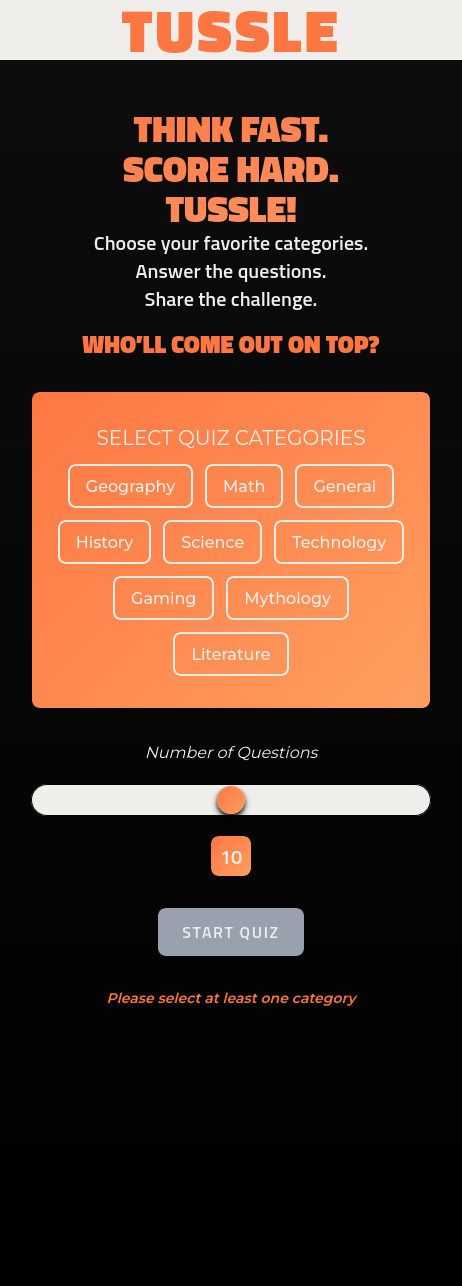 TUSSLE
THINK FAST.
SCORE HARD.
TUSSLE!
Choose your favorite categories.
Answer the questions.
Share the challenge.
WHO'LL COME OUT ON TOP?
SELECT QUIZ CATEGORIES
Geography Math General
History Science Technology
Gaming Mythology
Literature
Number of Questions
10
START QUIZ
Please select at least one category